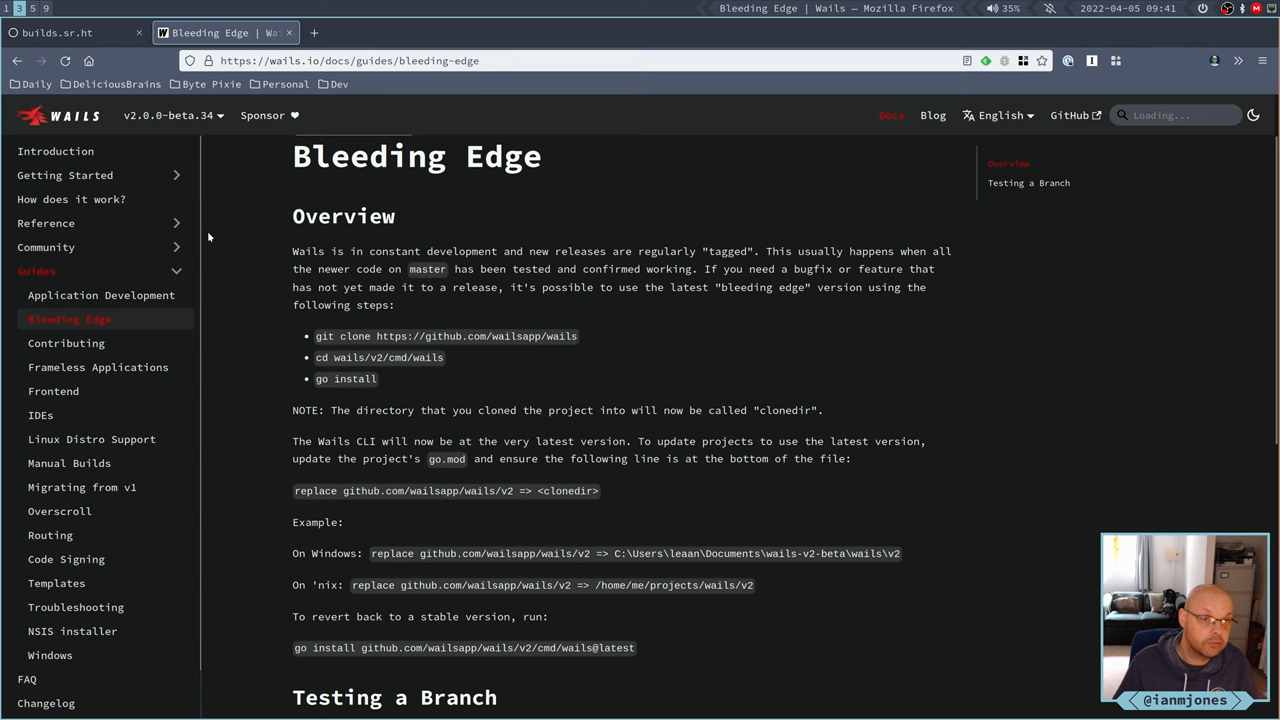 1 3 5 9
Bleeding Edge | Wails — Mozilla Firefox
35%
2022-04-05 09:41
builds.sr.ht
Bleeding Edge | Wai
https://wails.io/docs/guides/bleeding-edge
Daily
DeliciousBrains
Byte Pixie
Personal
Dev
WAILS
v2.0.0-beta.34
Sponsor
Docs
Blog
English
GitHub
Loading...
Introduction
Getting Started
How does it work?
Reference
Community
Guides
Application Development
Bleeding Edge
Contributing
Frameless Applications
Frontend
IDEs
Linux Distro Support
Manual Builds
Migrating from v1
Overscroll
Routing
Code Signing
Templates
Troubleshooting
NSIS installer
Windows
FAQ
Changelog
Bleeding Edge
Overview
Wails is in constant development and new releases are regularly "tagged". This usually happens when all
the newer code on master has been tested and confirmed working. If you need a bugfix or feature that
has not yet made it to a release, it's possible to use the latest "bleeding edge" version using the
following steps:
• git clone https://github.com/wailsapp/wails
• cd wails/v2/cmd/wails
• go install
NOTE: The directory that you cloned the project into will now be called "clonedir".
The Wails CLI will now be at the very latest version. To update projects to use the latest version,
update the project's go.mod and ensure the following line is at the bottom of the file:
replace github.com/wailsapp/wails/v2 => <clonedir>
Example:
On Windows: replace github.com/wailsapp/wails/v2 => C:\Users\leaan\Documents\wails-v2-beta\wails\v2
On 'nix: replace github.com/wailsapp/wails/v2 => /home/me/projects/wails/v2
To revert back to a stable version, run:
go install github.com/wailsapp/wails/v2/cmd/wails@latest
Testing a Branch
Overview
Testing a Branch
@ianmjones